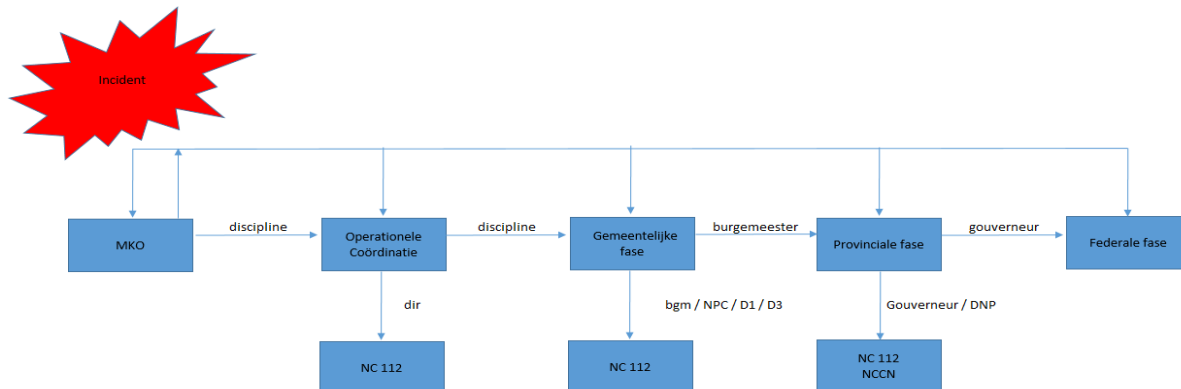 Incident
MKO
discipline
Operationele
Coördinatie
discipline
Gemeentelijke
fase
burgemeester
Provinciale fase
gouverneur
Federale fase
dir
bgm / NPC / D1 / D3
Gouverneur / DNP
NC 112
NC 112
NC 112
NCCN